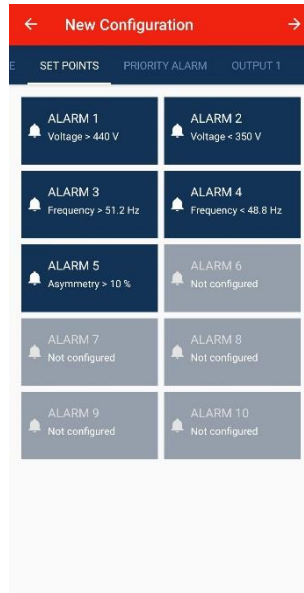 New Configuration
E SET POINTS PRIORITY ALARM OUTPUT 1
ALARM 1
Voltage > 440 V
ALARM 2
Voltage < 350 V
ALARM 3
Frequency > 51.2 Hz
ALARM 4
Frequency < 48.8 Hz
ALARM 5
Asymmetry > 10 %
ALARM 6
Not configured
ALARM 7
Not configured
ALARM 8
Not configured
ALARM 9
Not configured
ALARM 10
Not configured